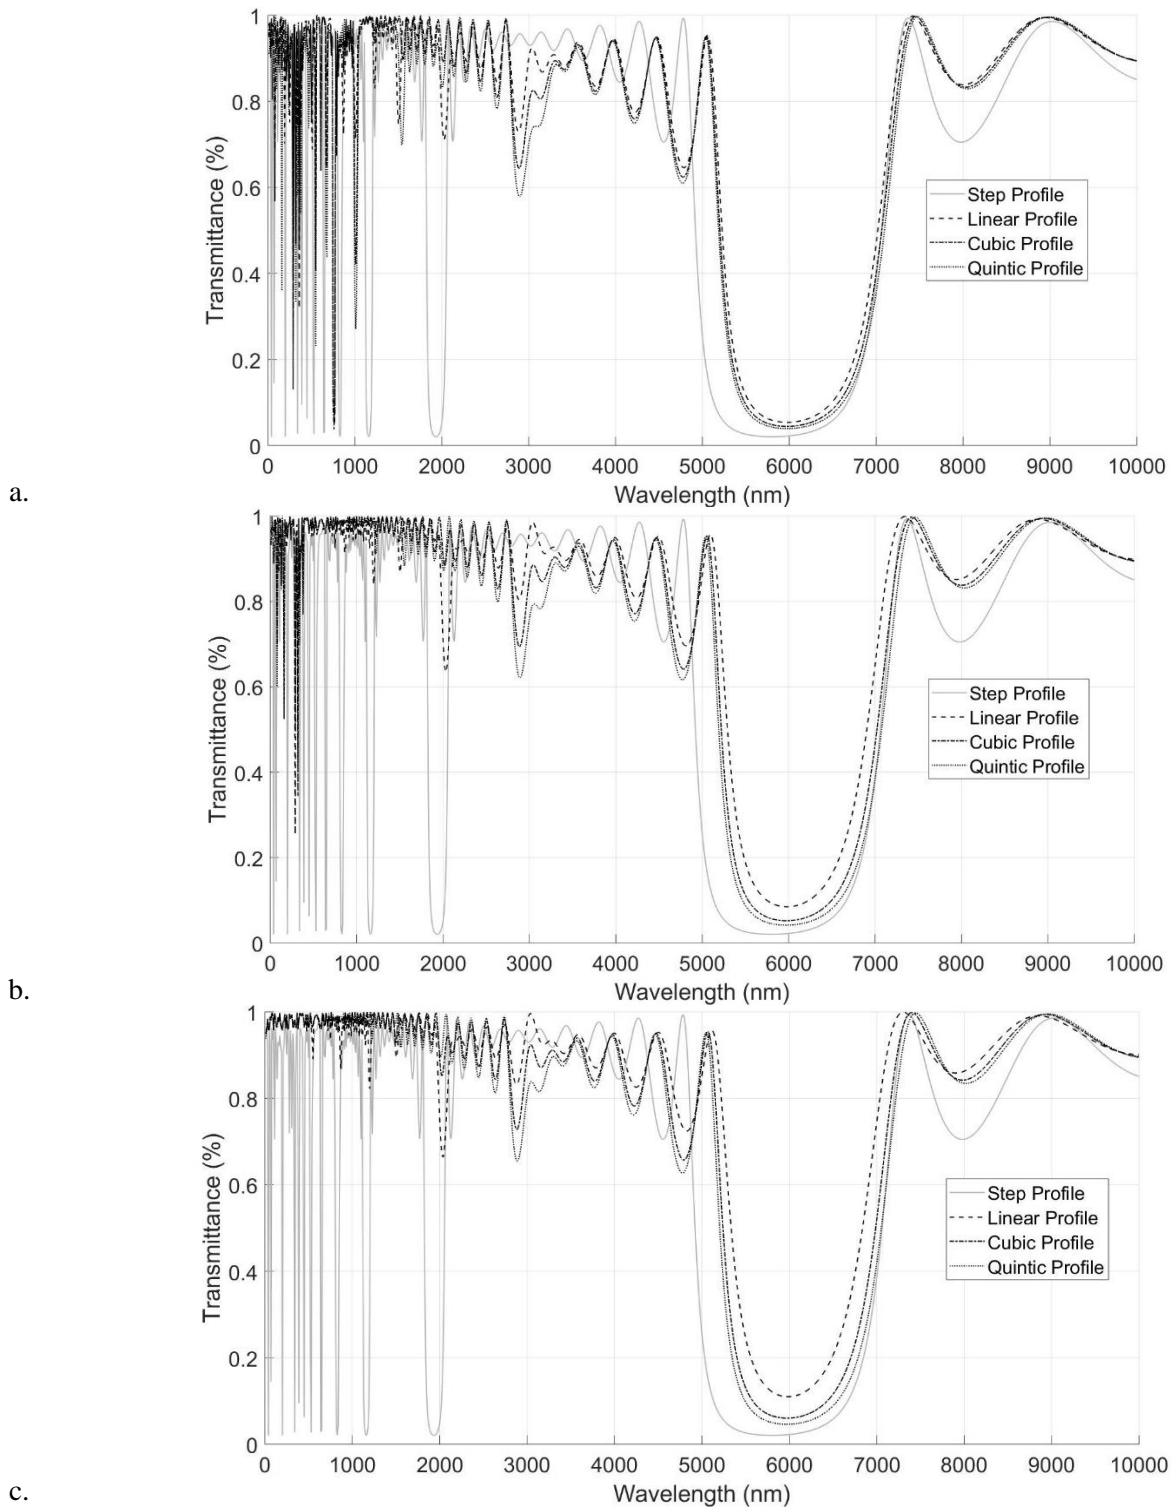 1
0.8
0.6
0.4
0.2
0
Transmittance (%)
Step Profile
Linear Profile
Cubic Profile
Quintic Profile
0 1000 2000 3000 4000 5000 6000 7000 8000 9000 10000
Wavelength (nm)
a.
1
0.8
0.6
0.4
0.2
0
Transmittance (%)
Step Profile
Linear Profile
Cubic Profile
Quintic Profile
0 1000 2000 3000 4000 5000 6000 7000 8000 9000 10000
Wavelength (nm)
b.
1
0.8
0.6
0.4
0.2
0
Transmittance (%)
Step Profile
Linear Profile
Cubic Profile
Quintic Profile
0 1000 2000 3000 4000 5000 6000 7000 8000 9000 10000
Wavelength (nm)
c.